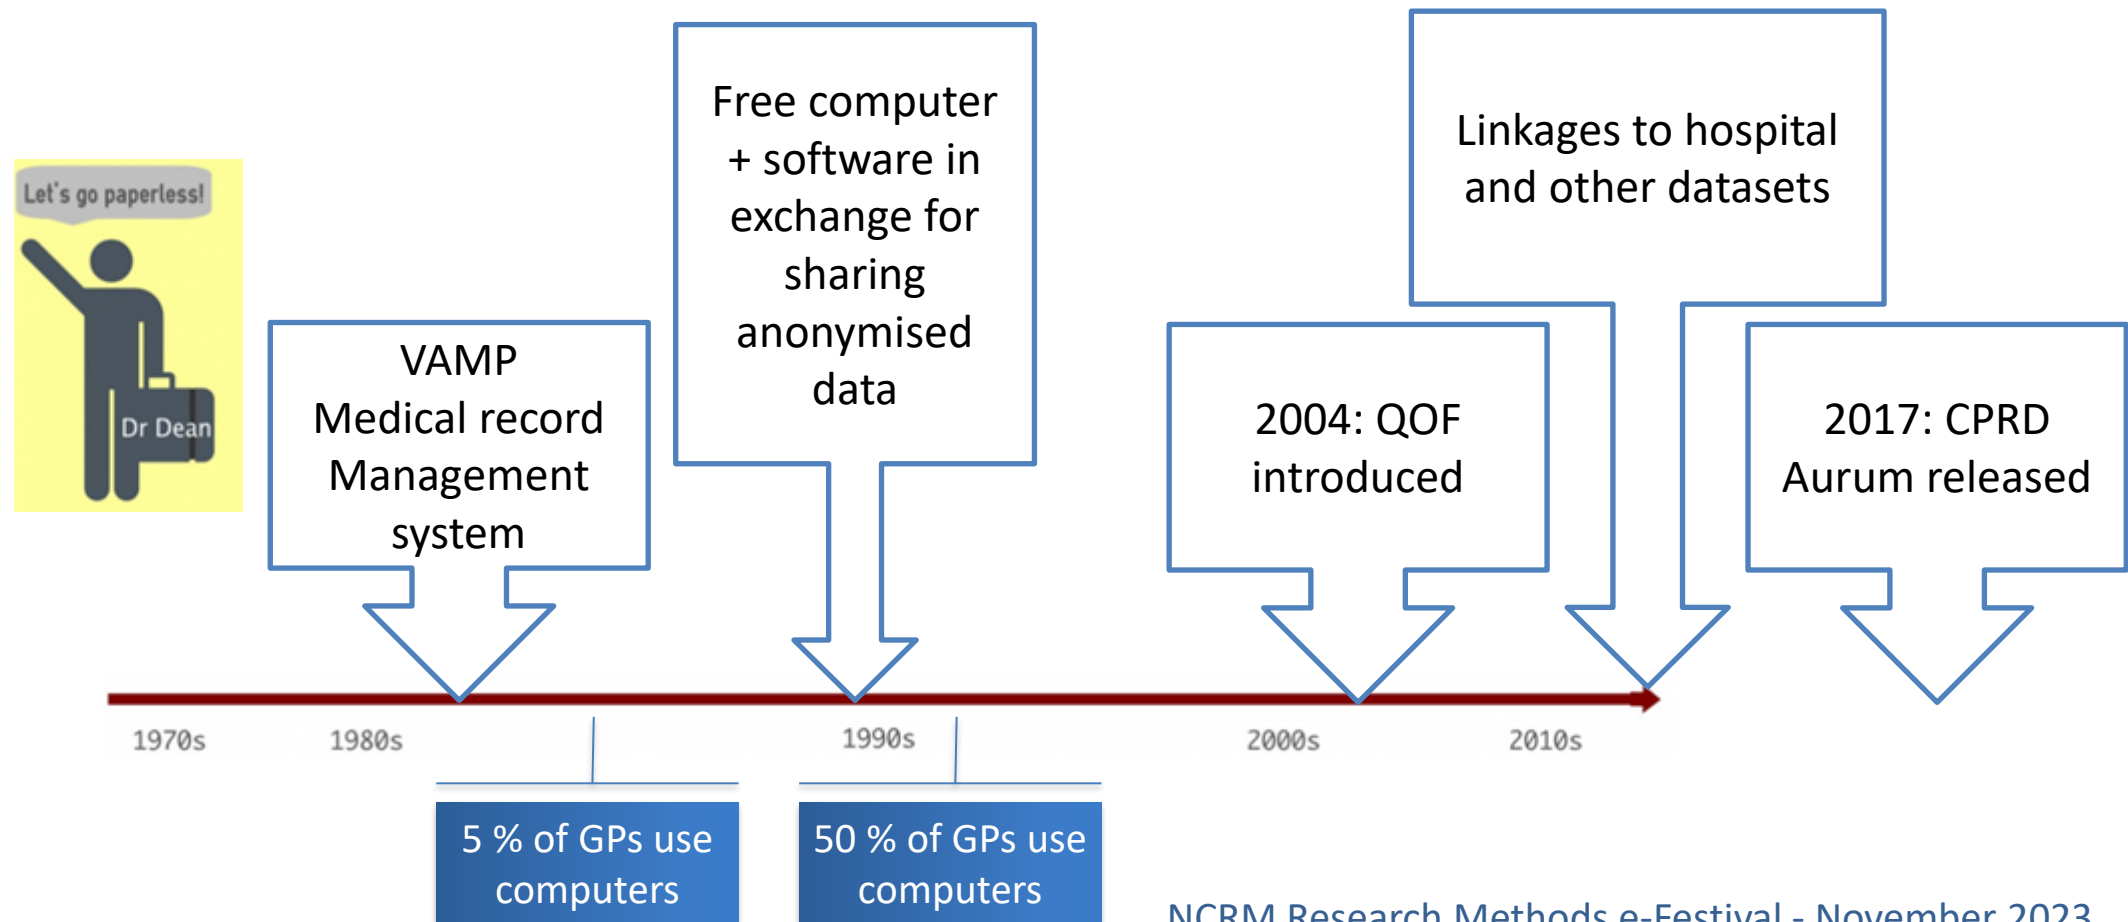 Let's go paperless!
Dr Dean
VAMP
Medical record
Management
system
Free computer
+ software in
exchange for
sharing
anonymised
data
2004: QOF
introduced
Linkages to hospital
and other datasets
2017: CPRD
Aurum released
1970s
1980s
1990s
2000s
2010s
5 % of GPs use
computers
50 % of GPs use
computers
NCRM Research Methods e-Festival - November 2023